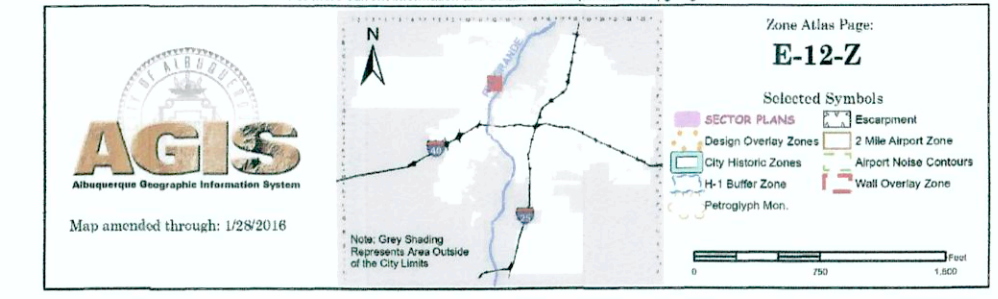 OF ALBUQUERQUE
AGIS
Albuquerque Geographic Information System
Map amended through: 1/28/2016
N
GRANDE
40
25
Note: Grey Shading
Represents Area Outside
of the City Limits
Zone Atlas Page:
E-12-Z
Selected Symbols
SECTOR PLANS
Escarpment
Design Overlay Zones
2 Mile Airport Zone
City Historic Zones
Airport Noise Contours
H-1 Buffer Zone
Wall Overlay Zone
Petroglyph Mon.
Feet
0 750 1,500